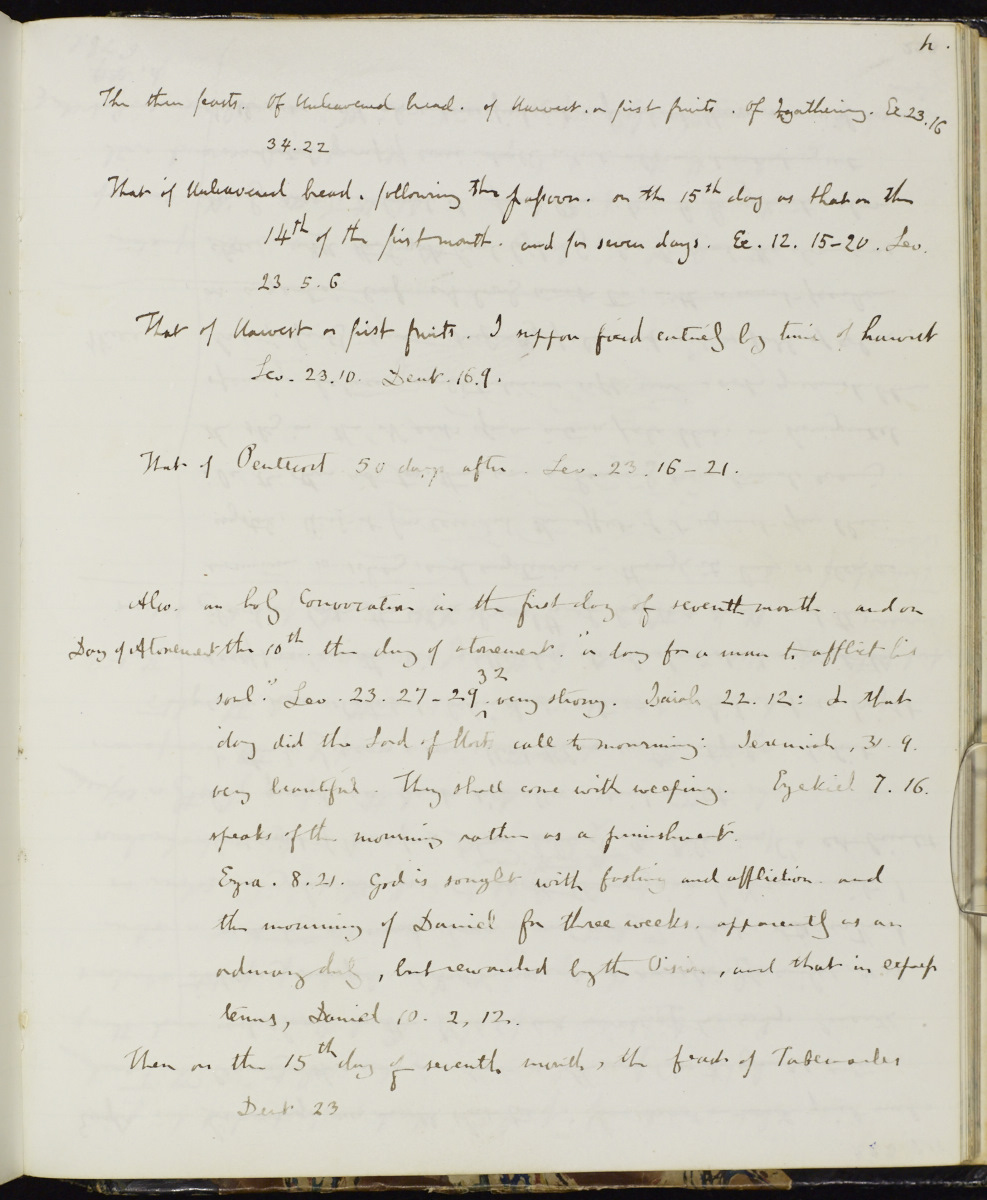 h.
The three feasts. Of Unleavened bread. of Harvest. or first fruits. Of Ingathering. Ex. 23. 16
34. 22
That of Unleavened bread. following the passover. on the 15th day as that on the
14th of the first month. and for seven days. Ex. 12. 15-20. Lev.
23. 5. 6
That of Harvest or first fruits. I suppose fixed entirely by time of harvest
Lev. 23. 10. Deut. 16. 9.
That of Pentecost 50 days after. Lev. 23. 16-21.
Also. an holy Convocation in the first day of seventh month. and on
Day of Atonement the 10th. the day of atonement. "a day for a man to afflict his
soul." Lev. 23. 27-29 ^ 32. very strong. Isaiah 22. 12: In that
day did the Lord of Hosts call to mourning: Jeremiah, 31. 9.
very beautiful. They shall come with weeping. Ezekiel 7. 16.
speaks of the mourning rather as a punishment.
Ezra. 8. 21. God is sought with fasting and affliction. and
the mourning of Daniel for three weeks. apparently as an
ordinary duty, but rewarded by the Vision, and that in express
terms, Daniel 10. 2, 12.
Then on the 15th day of seventh month, the feast of Tabernacles
Deut. 23